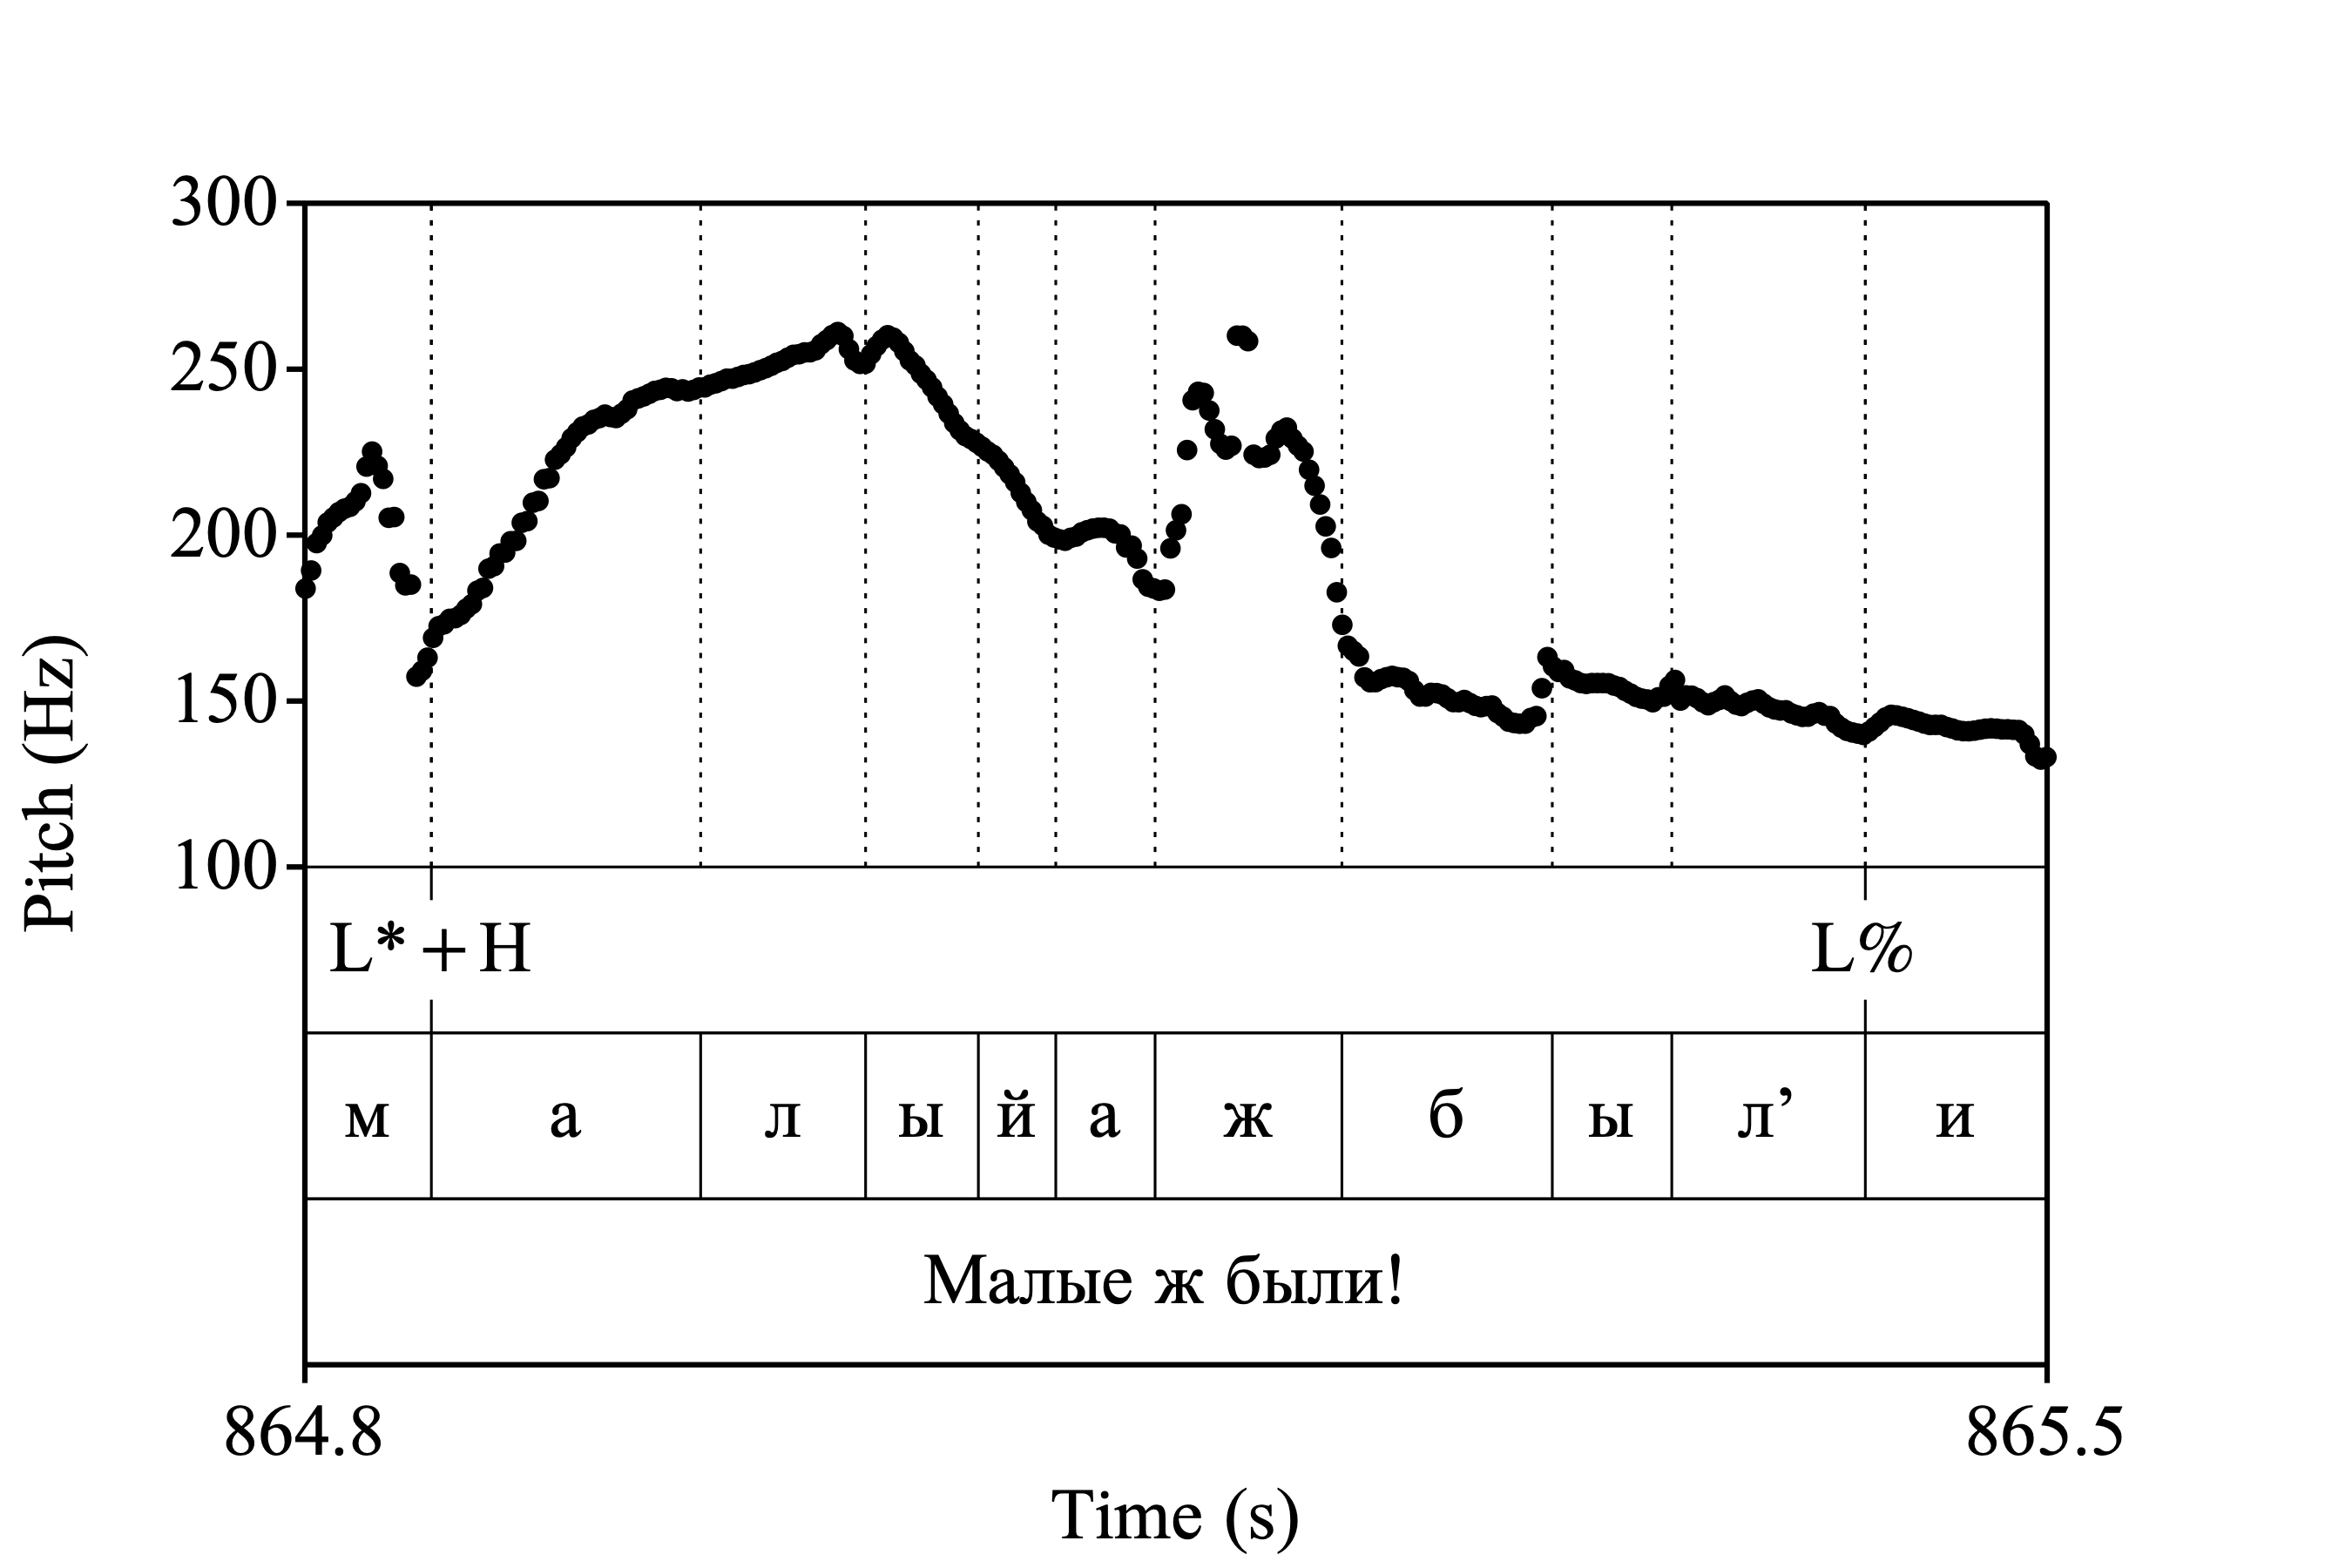 300
250
200
150
100
Pitch (Hz)
L*+H L%
м а л ы й а ж б ы л’ и
Малые ж были!
864.8 865.5
Time (s)